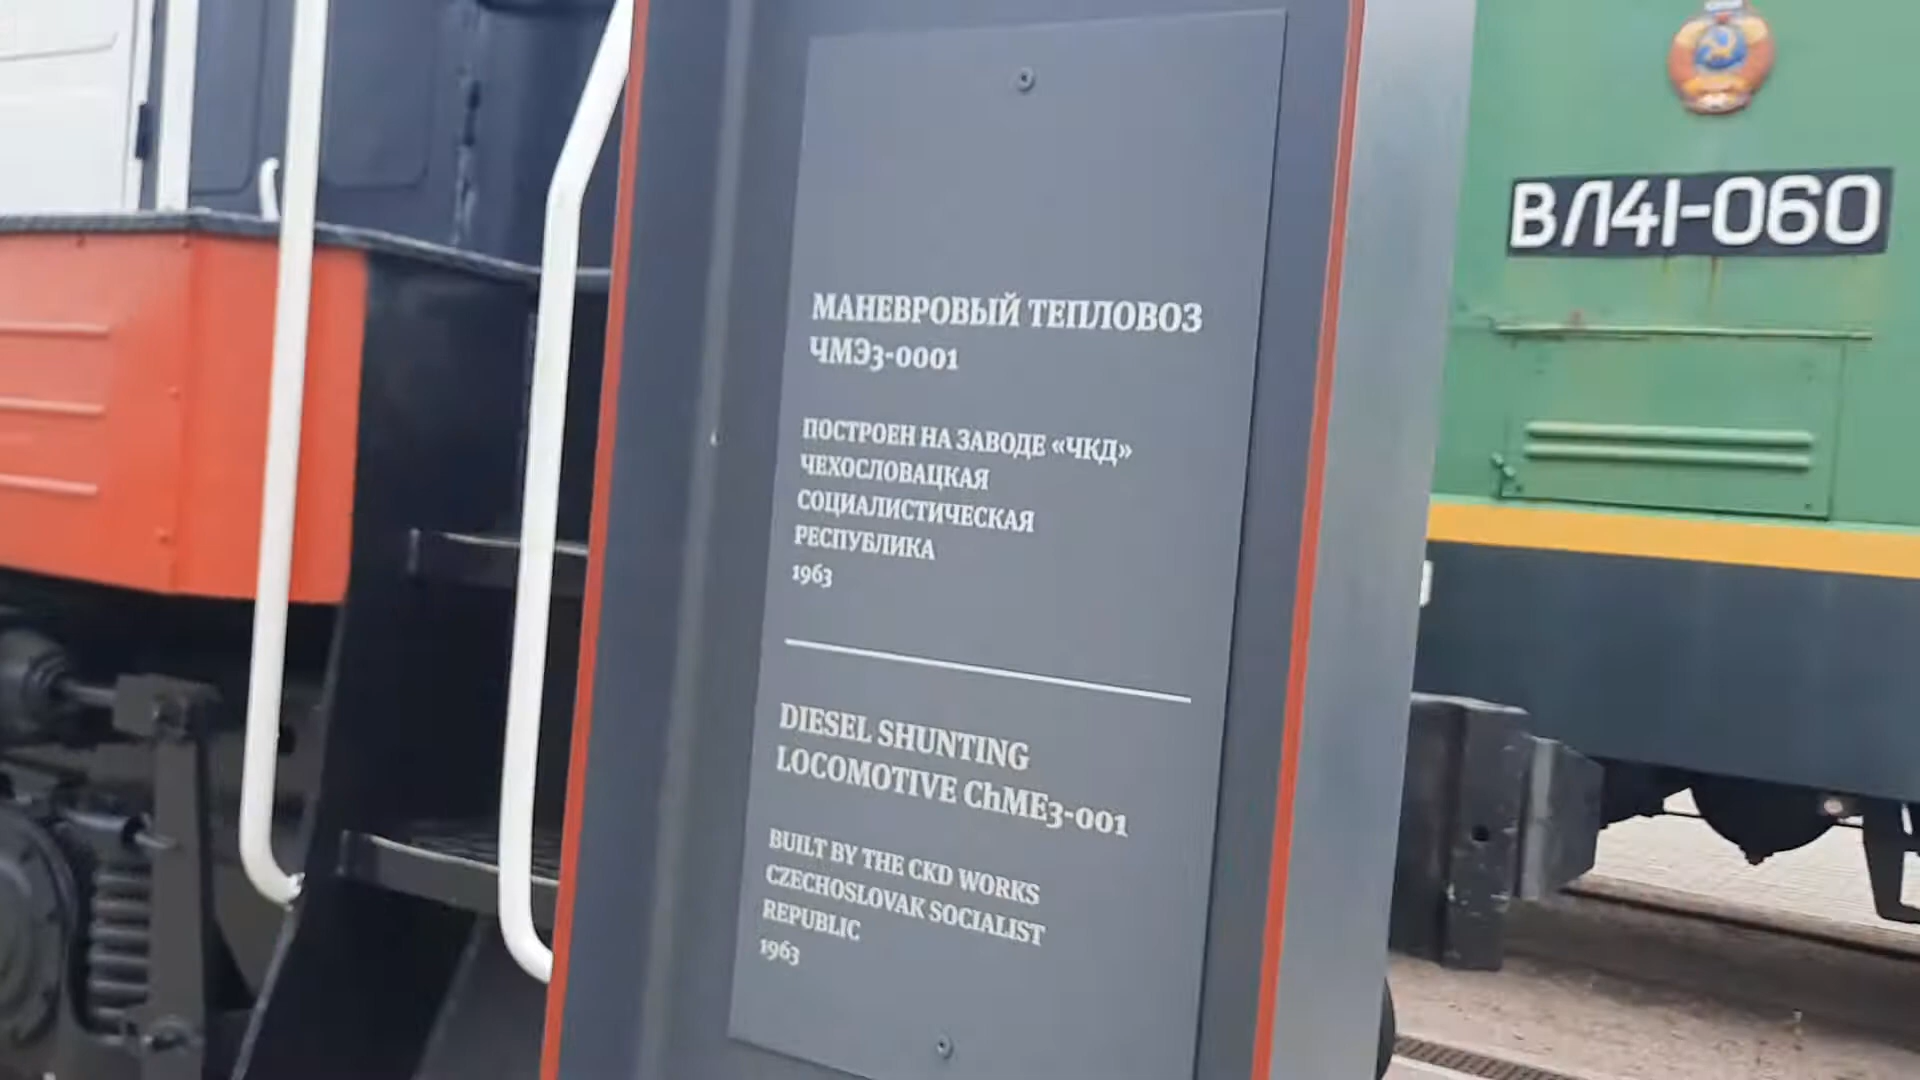 МАНЕВРОВЫЙ ТЕПЛОВОЗ
ЧМЭ3-0001
ПОСТРОЕН НА ЗАВОДЕ «ЧКД»
ЧЕХОСЛОВАЦКАЯ
СОЦИАЛИСТИЧЕСКАЯ
РЕСПУБЛИКА
1963
DIESEL SHUNTING
LOCOMOTIVE ChME3-001
BUILT BY THE CKD WORKS
CZECHOSLOVAK SOCIALIST
REPUBLIC
1963
ВЛ41-060